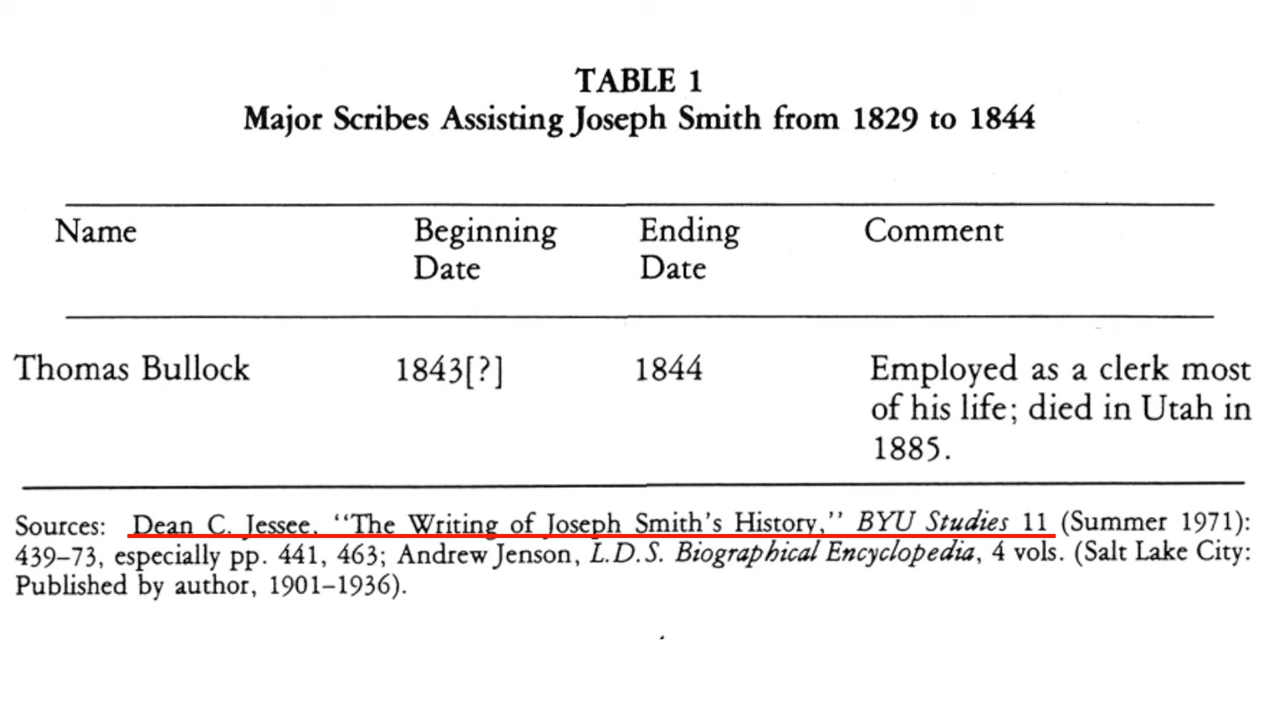 TABLE 1
Major Scribes Assisting Joseph Smith from 1829 to 1844
Name Beginning Date Ending Date Comment
Thomas Bullock 1843[?] 1844 Employed as a clerk most
of his life; died in Utah in
1885.
Sources: Dean C. Jessee, “The Writing of Joseph Smith’s History,” BYU Studies 11 (Summer 1971):
439–73, especially pp. 441, 463; Andrew Jenson, L.D.S. Biographical Encyclopedia, 4 vols. (Salt Lake City:
Published by author, 1901–1936).